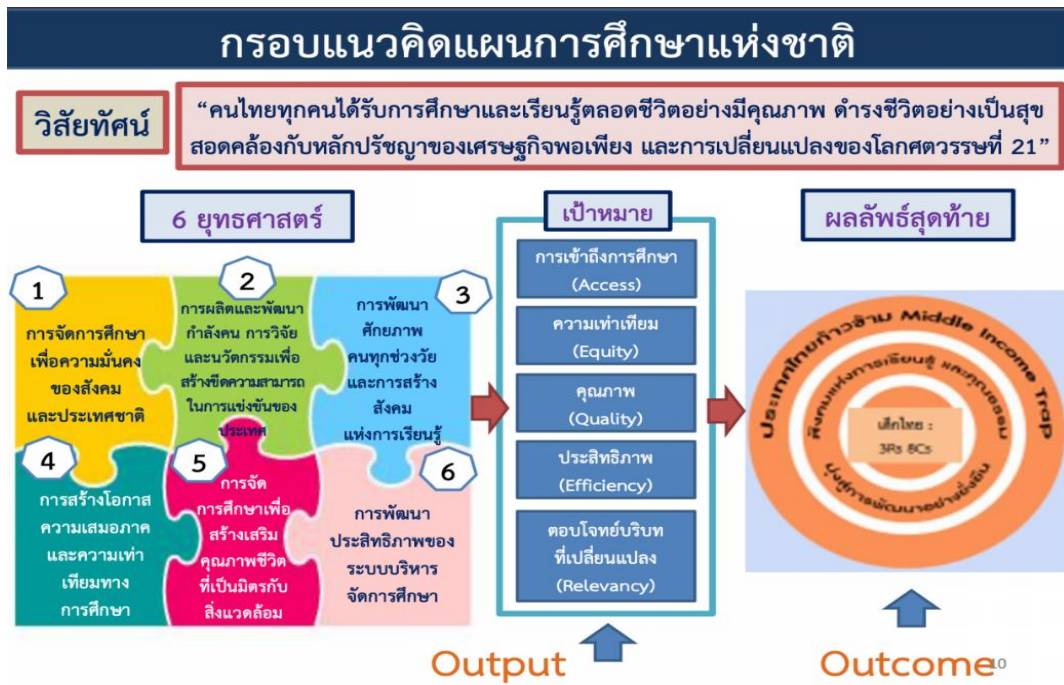 กรอบแนวคิดแผนการศึกษาแห่งชาติ
วิสัยทัศน์
“คนไทยทุกคนได้รับการศึกษาและเรียนรู้ตลอดชีวิตอย่างมีคุณภาพ ดำรงชีวิตอย่างเป็นสุข
สอดคล้องกับหลักปรัชญาของเศรษฐกิจพอเพียง และการเปลี่ยนแปลงของโลกศตวรรษที่ 21”
6 ยุทธศาสตร์
1
การจัดการศึกษา
เพื่อความมั่นคง
ของสังคม
และประเทศชาติ
2
การผลิตและพัฒนา
กำลังคน การวิจัย
และนวัตกรรมเพื่อ
สร้างขีดความสามารถ
ในการแข่งขันของ
ประเทศ
3
การพัฒนา
ศักยภาพ
คนทุกช่วงวัย
และการสร้าง
สังคม
แห่งการเรียนรู้
4
การสร้างโอกาส
ความเสมอภาค
และความเท่า
เทียมทาง
การศึกษา
5
การจัด
การศึกษาเพื่อ
สร้างเสริม
คุณภาพชีวิต
ที่เป็นมิตรกับ
สิ่งแวดล้อม
6
การพัฒนา
ประสิทธิภาพของ
ระบบบริหาร
จัดการศึกษา
เป้าหมาย
การเข้าถึงการศึกษา
(Access)
ความเท่าเทียม
(Equity)
คุณภาพ
(Quality)
ประสิทธิภาพ
(Efficiency)
ตอบโจทย์บริบท
ที่เปลี่ยนแปลง
(Relevancy)
Output
ผลลัพธ์สุดท้าย
ประเทศไทยก้าวข้าม Middle Income Trap
สังคมแห่งการเรียนรู้ และคุณธรรม
เด็กไทย :
3Rs 8Cs
มุ่งสู่การพัฒนาอย่างยั่งยืน
Outcome
10